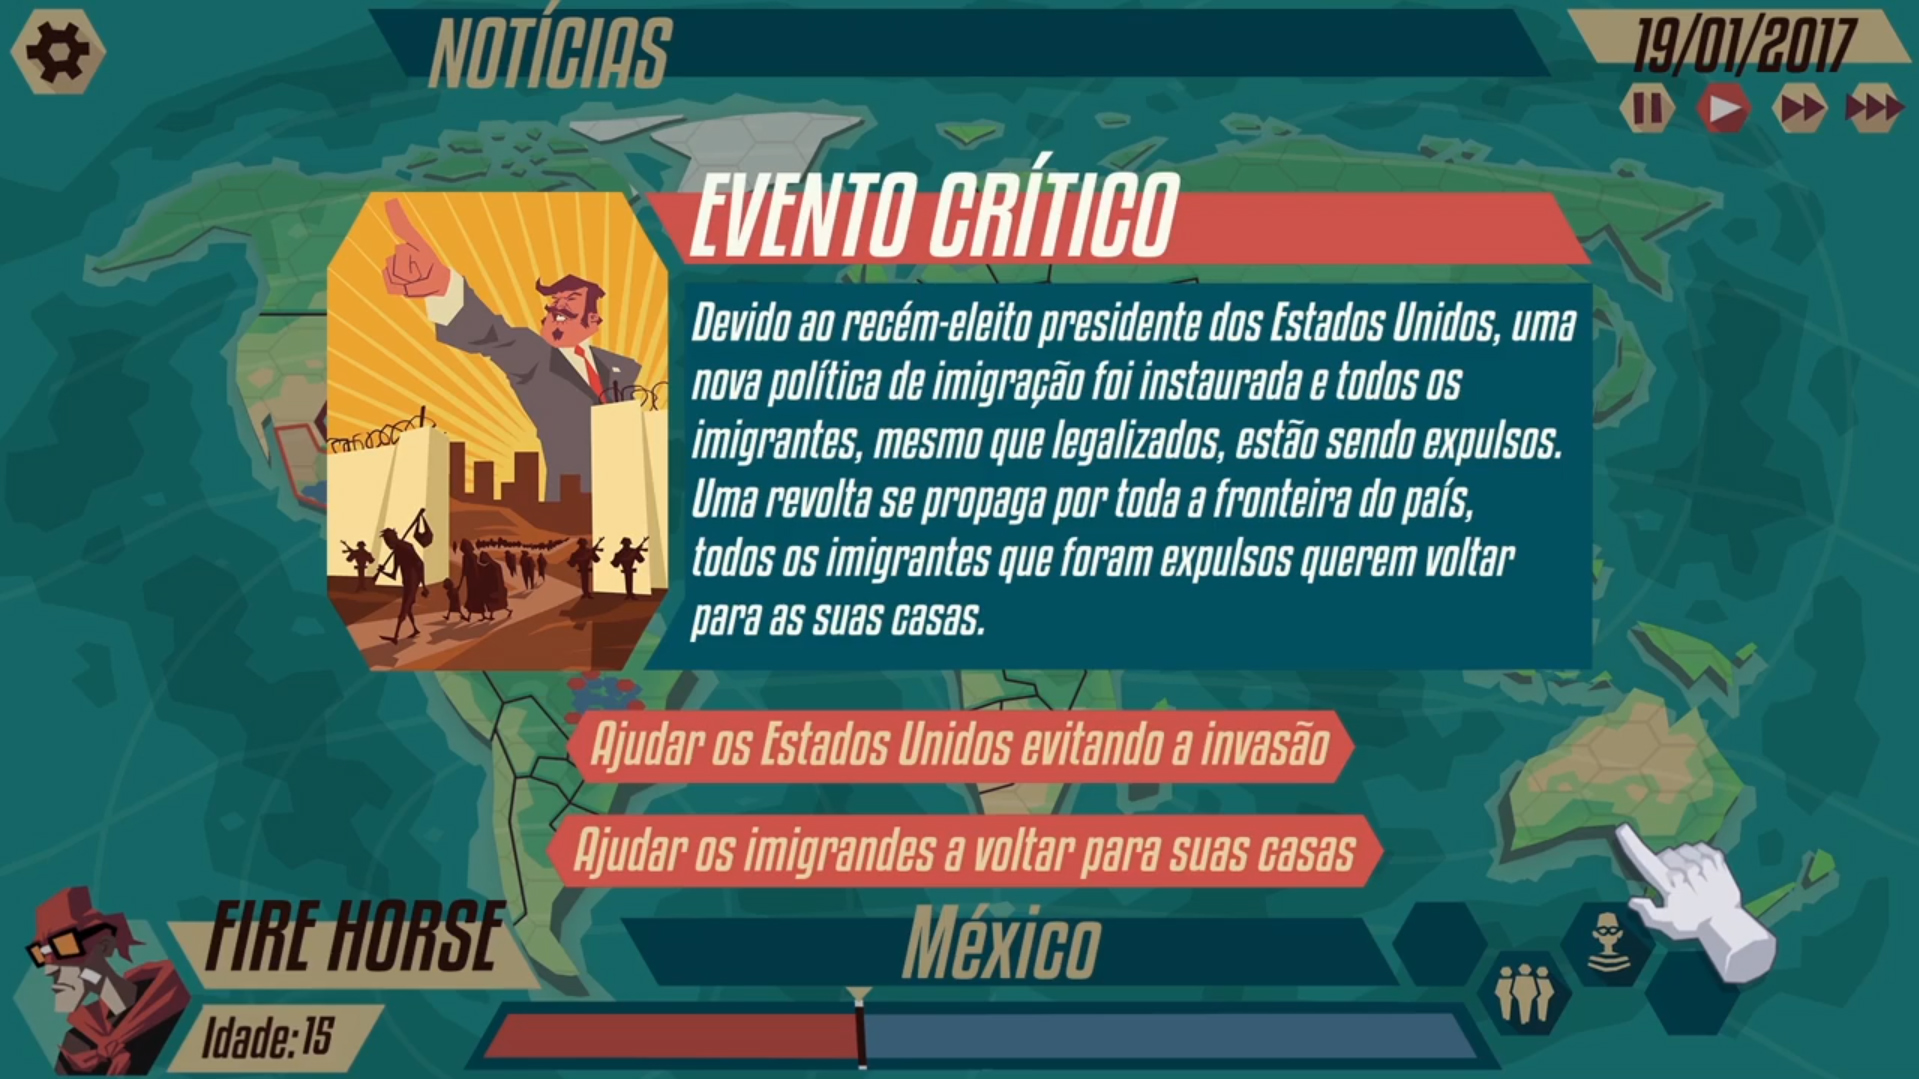 NOTÍCIAS
19/01/2017
EVENTO CRÍTICO
Devido ao recém-eleito presidente dos Estados Unidos, uma
nova política de imigração foi instaurada e todos os
imigrantes, mesmo que legalizados, estão sendo expulsos.
Uma revolta se propaga por toda a fronteira do país,
todos os imigrantes que foram expulsos querem voltar
para as suas casas.
Ajudar os Estados Unidos evitando a invasão
Ajudar os imigrandes a voltar para suas casas
FIRE HORSE
México
Idade: 15